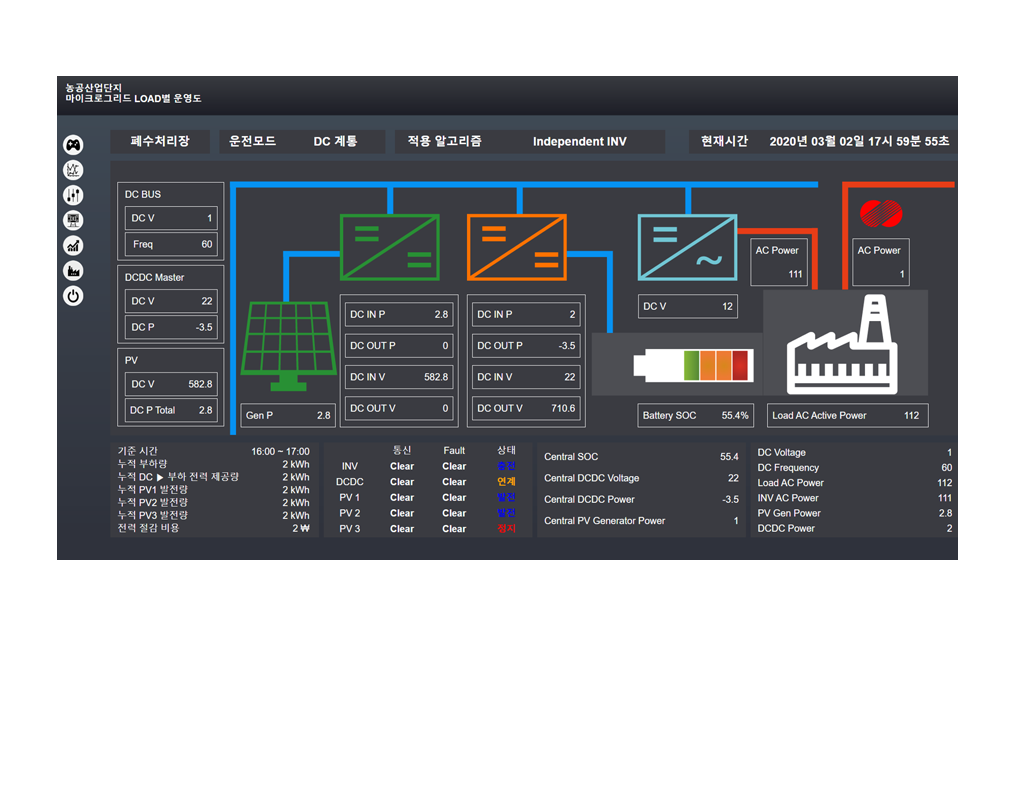 농공산업단지
마이크로그리드 LOAD별 운영도
폐수처리장 운전모드 DC 계통 적용 알고리즘 Independent INV 현재시간 2020년 03월 02일 17시 59분 55초
DC BUS
DC V 1
Freq 60
DCDC Master
DC V 22
DC P -3.5
PV
DC V 582.8
DC P Total 2.8
Gen P 2.8
DC IN P 2.8
DC OUT P 0
DC IN V 582.8
DC OUT V 0
DC IN P 2
DC OUT P -3.5
DC IN V 22
DC OUT V 710.6
DC V 12
AC Power
111
AC Power
1
Battery SOC 55.4%
Load AC Active Power 112
기준 시간 16:00 ~ 17:00
누적 부하량 2 kWh
누적 DC ▶ 부하 전력 제공량 2 kWh
누적 PV1 발전량 2 kWh
누적 PV2 발전량 2 kWh
누적 PV3 발전량 2 kWh
전력 절감 비용 2 ₩
통신 Fault 상태
INV Clear Clear 충전
DCDC Clear Clear 연계
PV 1 Clear Clear 발전
PV 2 Clear Clear 발전
PV 3 Clear Clear 정지
Central SOC 55.4
Central DCDC Voltage 22
Central DCDC Power -3.5
Central PV Generator Power 1
DC Voltage 1
DC Frequency 60
Load AC Power 112
INV AC Power 111
PV Gen Power 2.8
DCDC Power 2